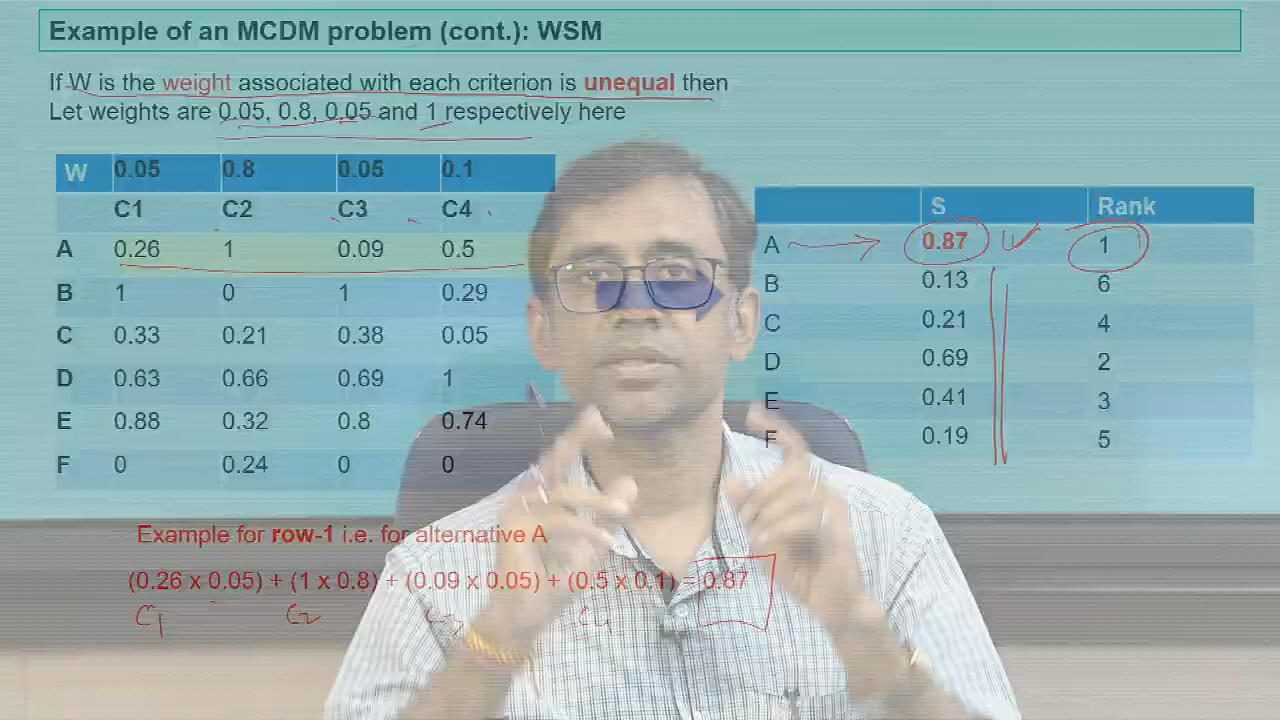 Example of an MCDM problem (cont.): WSM
If W is the weight associated with each criterion is unequal then
Let weights are 0.05, 0.8, 0.05 and 1 respectively here
W 0.05 0.8 0.05 0.1
C1 C2 C3 C4
A 0.26 1 0.09 0.5
B 1 0 1 0.29
C 0.33 0.21 0.38 0.05
D 0.63 0.66 0.69 1
E 0.88 0.32 0.8 0.74
F 0 0.24 0 0
S Rank
A 0.87 1
B 0.13 6
C 0.21 4
D 0.69 2
E 0.41 3
F 0.19 5
Example for row-1 i.e. for alternative A
(0.26 x 0.05) + (1 x 0.8) + (0.09 x 0.05) + (0.5 x 0.1) = 0.87
C1 C2 C3 C4